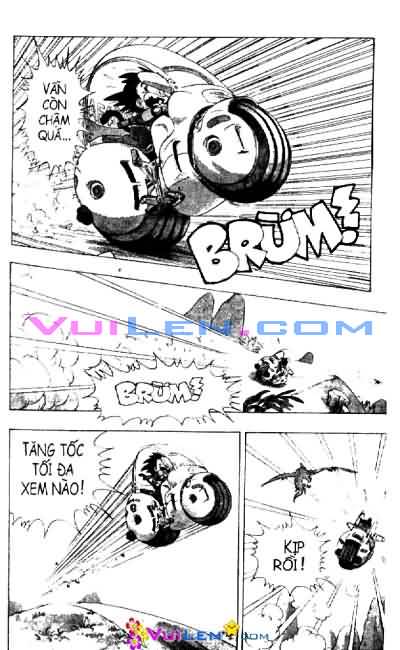 VẪN
CÒN
CHẬM
QUÁ...
BRÙM!
VUILEN.COM
BRÙM!
TĂNG TỐC
TỐI ĐA
XEM NÀO!
KỊP
RỒI!
VUILEN.COM